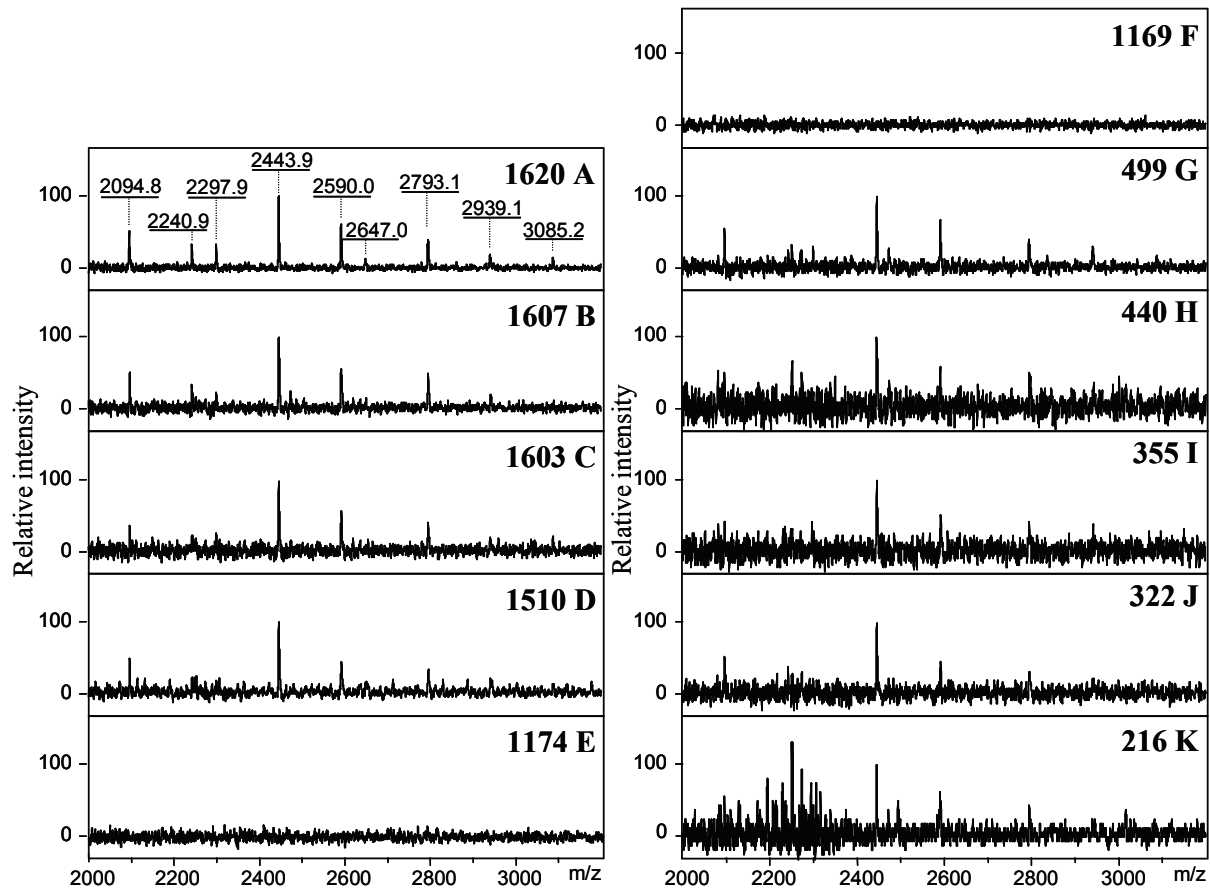 1620 A
2094.8
2240.9
2297.9
2443.9
2590.0
2647.0
2793.1
2939.1
3085.2
100
0
1607 B
100
0
1603 C
100
0
1510 D
100
0
1174 E
100
0
Relative intensity
2000 2200 2400 2600 2800 3000 m/z
1169 F
100
0
499 G
100
0
440 H
100
0
355 I
100
0
322 J
100
0
216 K
100
0
Relative intensity
2000 2200 2400 2600 2800 3000 m/z